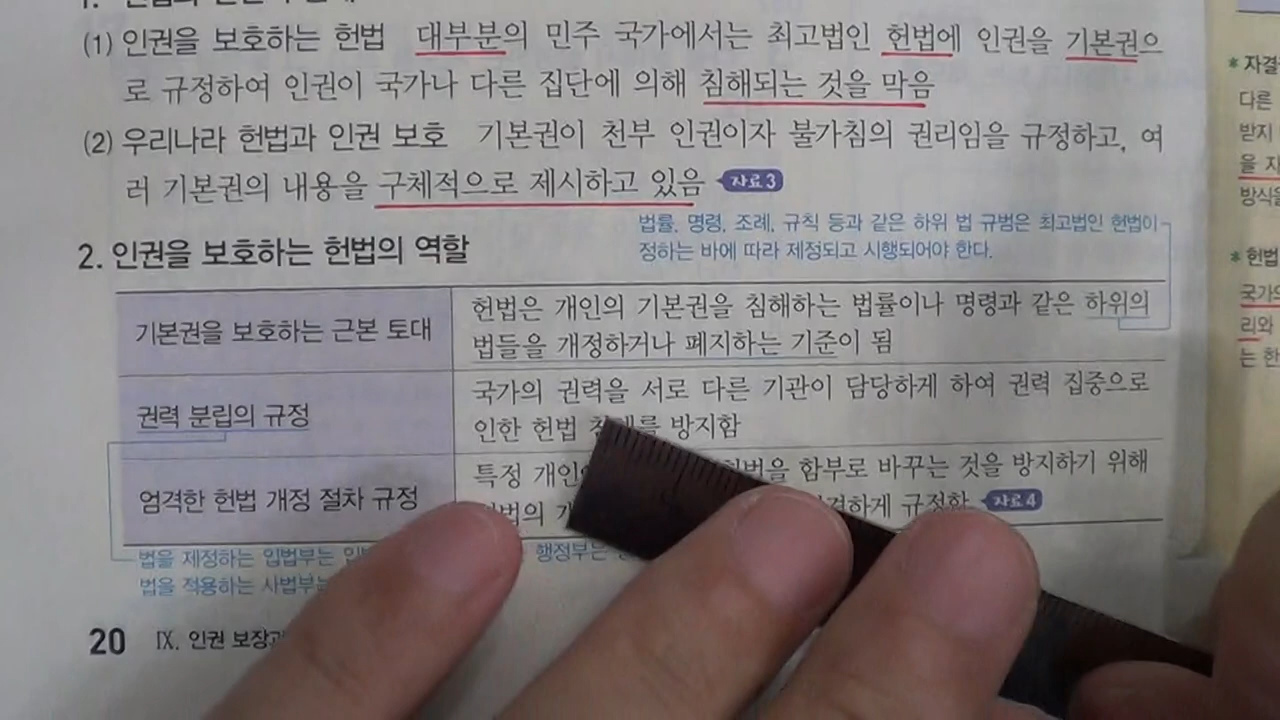 (1) 인권을 보호하는 헌법 대부분의 민주 국가에서는 최고법인 헌법에 인권을 기본권으
로 규정하여 인권이 국가나 다른 집단에 의해 침해되는 것을 막음
(2) 우리나라 헌법과 인권 보호 기본권이 천부 인권이자 불가침의 권리임을 규정하고, 여
러 기본권의 내용을 구체적으로 제시하고 있음 자료 3
법률, 명령, 조례, 규칙 등과 같은 하위 법 규범은 최고법인 헌법이
정하는 바에 따라 제정되고 시행되어야 한다.
2. 인권을 보호하는 헌법의 역할
기본권을 보호하는 근본 토대
헌법은 개인의 기본권을 침해하는 법률이나 명령과 같은 하위의
법들을 개정하거나 폐지하는 기준이 됨
권력 분립의 규정
국가의 권력을 서로 다른 기관이 담당하게 하여 권력 집중으로
인한 헌법 방지함
엄격한 헌법 개정 절차 규정
특정 함부로 바꾸는 것을 방지하기 위해
규정함 자료 4
법을 제정하는 입법부는 행정부는
법을 적용하는 사법부는
20 IX. 인권
* 자결
다른
받지
을 자
방식을
* 헌법
국가의
리와
는 한